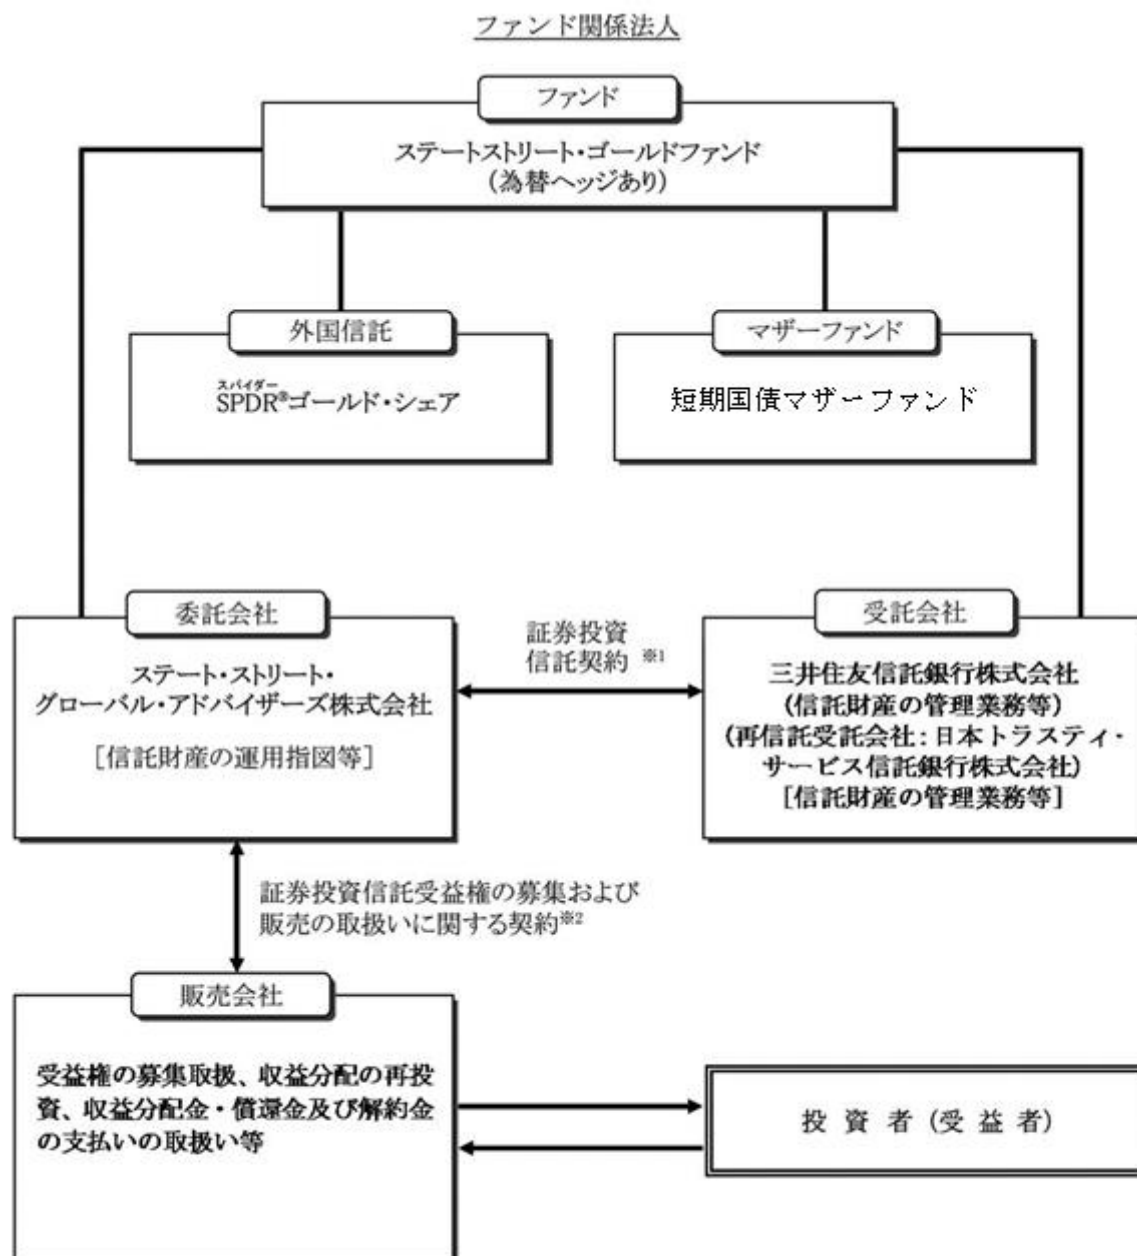 ファンド関係法人
ファンド
ステートストリート・ゴールドファンド
(為替ヘッジあり)
外国信託
スパイダー
SPDR®ゴールド・シェア
マザーファンド
短期国債マザーファンド
委託会社
ステート・ストリート・
グローバル・アドバイザーズ株式会社
[信託財産の運用指図等]
証券投資
信託契約 ※1
受託会社
三井住友信託銀行株式会社
(信託財産の管理業務等)
(再信託受託会社:日本トラスティ・
サービス信託銀行株式会社)
[信託財産の管理業務等]
証券投資信託受益権の募集および
販売の取扱いに関する契約※2
販売会社
受益権の募集取扱、収益分配の再投
資、収益分配金・償還金及び解約金
の支払いの取扱い等
投 資 者 (受 益 者)